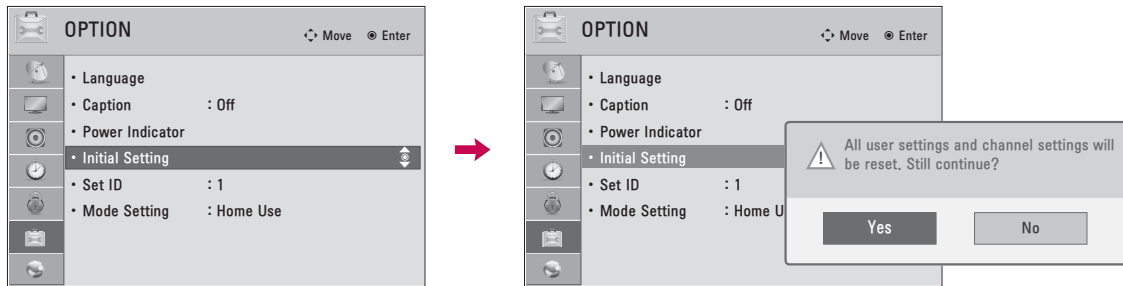 OPTION
Move Enter
• Language
• Caption : Off
• Power Indicator
• Initial Setting
• Set ID : 1
• Mode Setting : Home Use
OPTION
Move Enter
• Language
• Caption : Off
• Power Indicator
• Initial Setting
• Set ID : 1
• Mode Setting : Home U
All user settings and channel settings will
be reset. Still continue?
Yes No